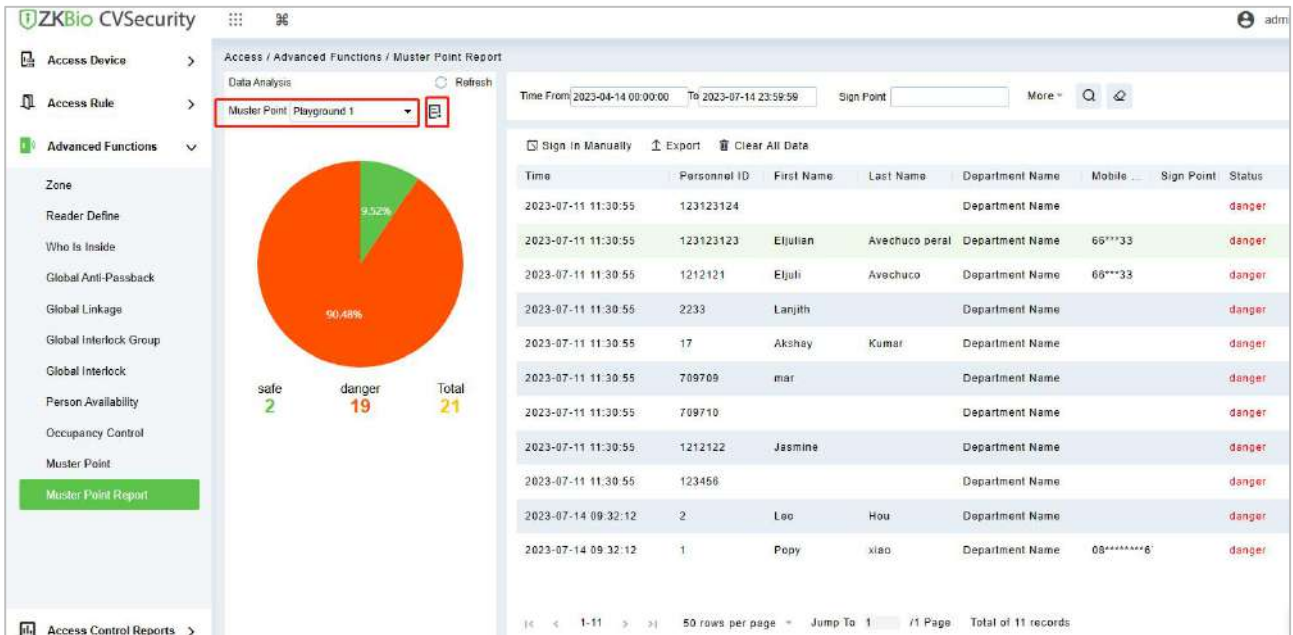 ZKBio CVSecurity
adm
Access Device
Access Rule
Advanced Functions
Zone
Reader Define
Who Is Inside
Global Anti-Passback
Global Linkage
Global Interlock Group
Global Interlock
Person Availability
Occupancy Control
Muster Point
Muster Point Report
Access Control Reports
Access / Advanced Functions / Muster Point Report
Data Analysis Refresh
Muster Point Playground 1
9.52%
90.48%
safe danger Total
2 19 21
Time From 2023-04-14 00:00:00 To 2023-07-14 23:59:59 Sign Point More
Sign In Manually Export Clear All Data
Time Personnel ID First Name Last Name Department Name Mobile ... Sign Point Status
2023-07-11 11:30:55 123123124 Department Name danger
2023-07-11 11:30:55 123123123 Eljulian Avechuco peral Department Name 66***33 danger
2023-07-11 11:30:55 1212121 Eljuli Avechuco Department Name 66***33 danger
2023-07-11 11:30:55 2233 Lanjith Department Name danger
2023-07-11 11:30:55 17 Akshay Kumar Department Name danger
2023-07-11 11:30:55 709709 mar Department Name danger
2023-07-11 11:30:55 709710 Department Name danger
2023-07-11 11:30:55 1212122 Jasmine Department Name danger
2023-07-11 11:30:55 123456 Department Name danger
2023-07-14 09:32:12 2 Leo Hou Department Name danger
2023-07-14 09:32:12 1 Popy xiao Department Name 08********6 danger
1-11 50 rows per page Jump To 1 /1 Page Total of 11 records